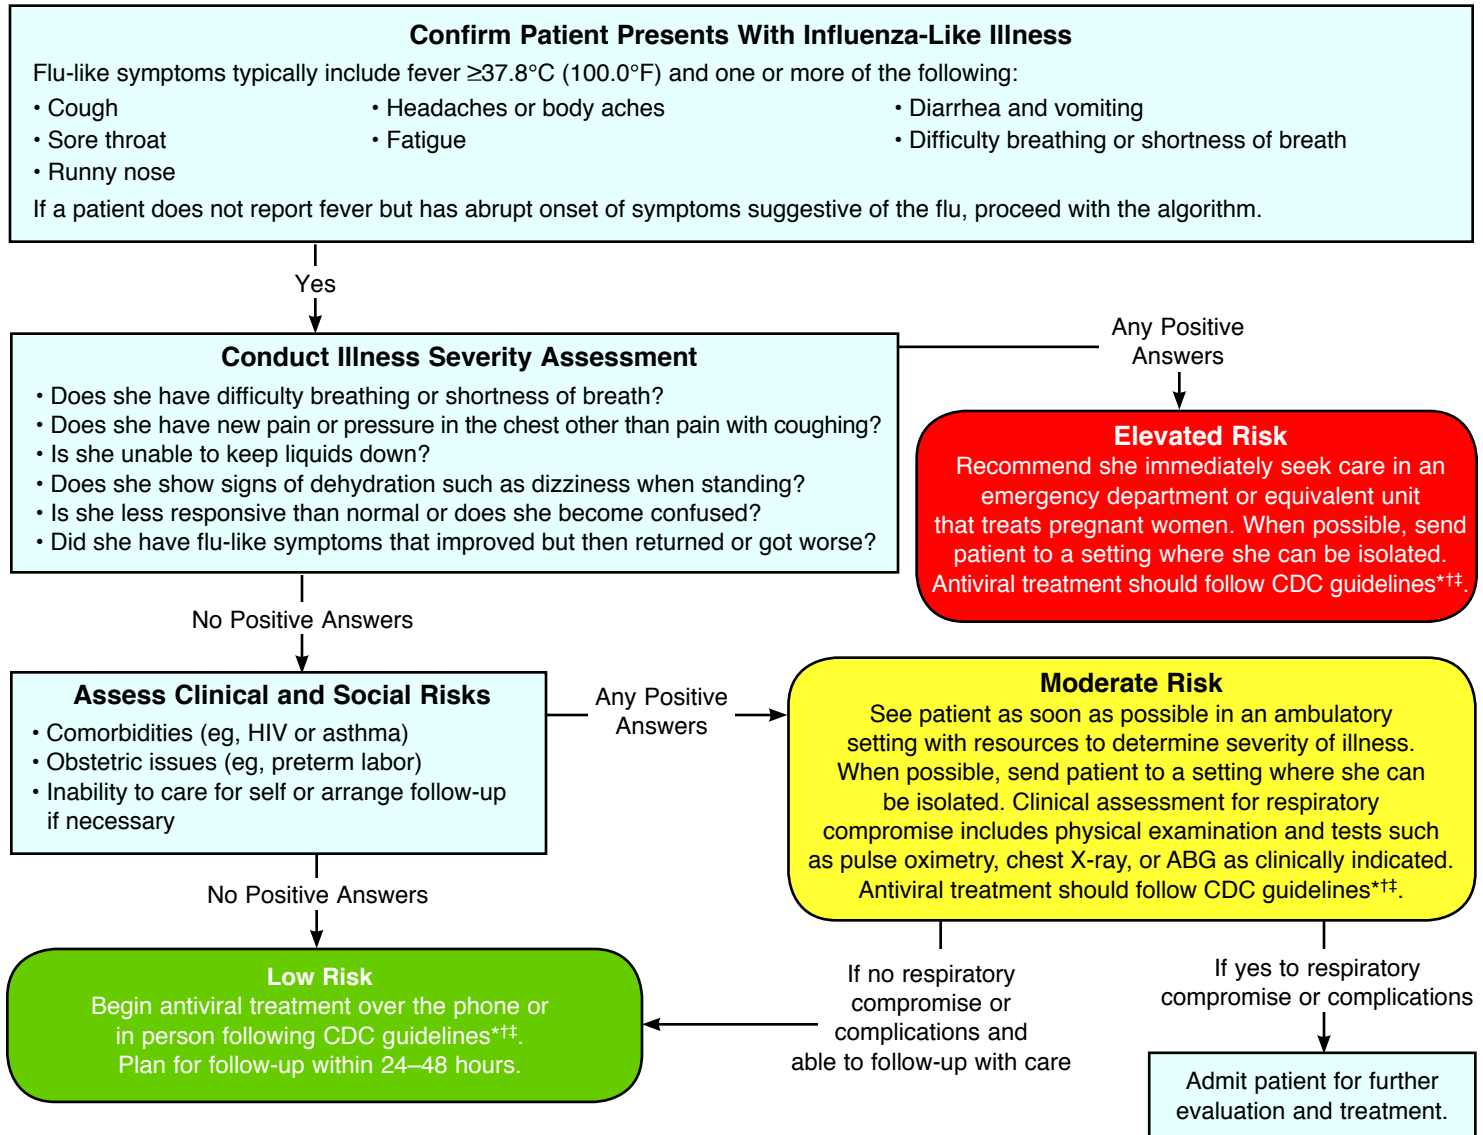 Confirm Patient Presents With Influenza-Like Illness
Flu-like symptoms typically include fever ≥37.8°C (100.0°F) and one or more of the following:
• Cough
• Sore throat
• Runny nose
• Headaches or body aches
• Fatigue
• Diarrhea and vomiting
• Difficulty breathing or shortness of breath
If a patient does not report fever but has abrupt onset of symptoms suggestive of the flu, proceed with the algorithm.
Yes
Conduct Illness Severity Assessment
• Does she have difficulty breathing or shortness of breath?
• Does she have new pain or pressure in the chest other than pain with coughing?
• Is she unable to keep liquids down?
• Does she show signs of dehydration such as dizziness when standing?
• Is she less responsive than normal or does she become confused?
• Did she have flu-like symptoms that improved but then returned or got worse?
Any Positive
Answers
Elevated Risk
Recommend she immediately seek care in an
emergency department or equivalent unit
that treats pregnant women. When possible, send
patient to a setting where she can be isolated.
Antiviral treatment should follow CDC guidelines*†‡.
No Positive Answers
Assess Clinical and Social Risks
• Comorbidities (eg, HIV or asthma)
• Obstetric issues (eg, preterm labor)
• Inability to care for self or arrange follow-up
if necessary
Any Positive
Answers
Moderate Risk
See patient as soon as possible in an ambulatory
setting with resources to determine severity of illness.
When possible, send patient to a setting where she can
be isolated. Clinical assessment for respiratory
compromise includes physical examination and tests such
as pulse oximetry, chest X-ray, or ABG as clinically indicated.
Antiviral treatment should follow CDC guidelines*†‡.
No Positive Answers
Low Risk
Begin antiviral treatment over the phone or
in person following CDC guidelines*†‡.
Plan for follow-up within 24–48 hours.
If no respiratory
compromise or
complications and
able to follow-up with care
If yes to respiratory
compromise or complications
Admit patient for further
evaluation and treatment.